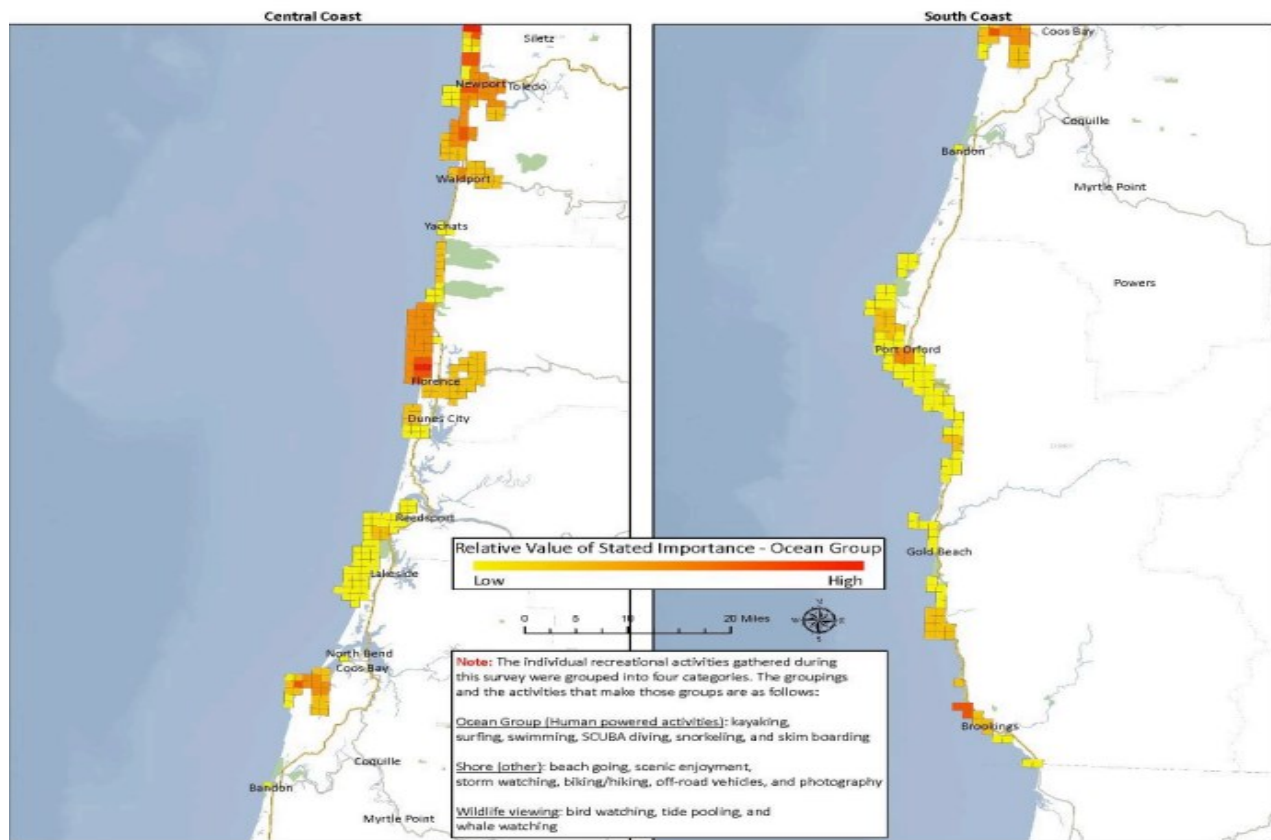 Central Coast
South Coast
Siletz
Newport
Toledo
Waldport
Yachats
Florence
Dunes City
Reedsport
Lakeside
North Bend
Coos Bay
Coquille
Bandon
Myrtle Point
Coos Bay
Coquille
Bandon
Myrtle Point
Powers
Port Orford
Gold Beach
Brookings
Relative Value of Stated Importance - Ocean Group
Low High
0 5 10 20 Miles
N
W E
S
Note: The individual recreational activities gathered during
this survey were grouped into four categories. The groupings
and the activities that make those groups are as follows:
Ocean Group (Human powered activities): kayaking,
surfing, swimming, SCUBA diving, snorkeling, and skim boarding
Shore (other): beach going, scenic enjoyment,
storm watching, biking/hiking, off-road vehicles, and photography
Wildlife viewing: bird watching, tide pooling, and
whale watching